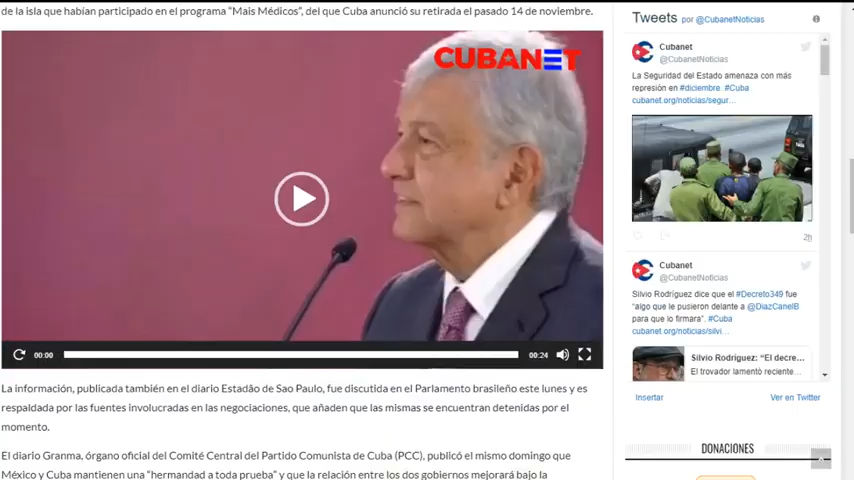 de la isla que habían participado en el programa “Mais Médicos”, del que Cuba anunció su retirada el pasado 14 de noviembre.
CUBANET
00:00
00:24
La información, publicada también en el diario Estadão de Sao Paulo, fue discutida en el Parlamento brasileño este lunes y es
respaldada por las fuentes involucradas en las negociaciones, que añaden que las mismas se encuentran detenidas por el
momento.
El diario Granma, órgano oficial del Comité Central del Partido Comunista de Cuba (PCC), publicó el mismo domingo que
México y Cuba mantienen una “hermandad a toda prueba” y que la relación entre los dos gobiernos mejorará bajo la
Tweets por @CubanetNoticias
Cubanet
@CubanetNoticias
La Seguridad del Estado amenaza con más
represión en #diciembre. #Cuba
cubanet.org/noticias/segur…
2h
Cubanet
@CubanetNoticias
Silvio Rodríguez dice que el #Decreto349 fue
“algo que le pusieron delante a @DiazCanelB
para que lo firmara”. #Cuba
cubanet.org/noticias/silvi…
Silvio Rodríguez: “El decre...
El trovador lamentó reciente...
Insertar
Ver en Twitter
DONACIONES